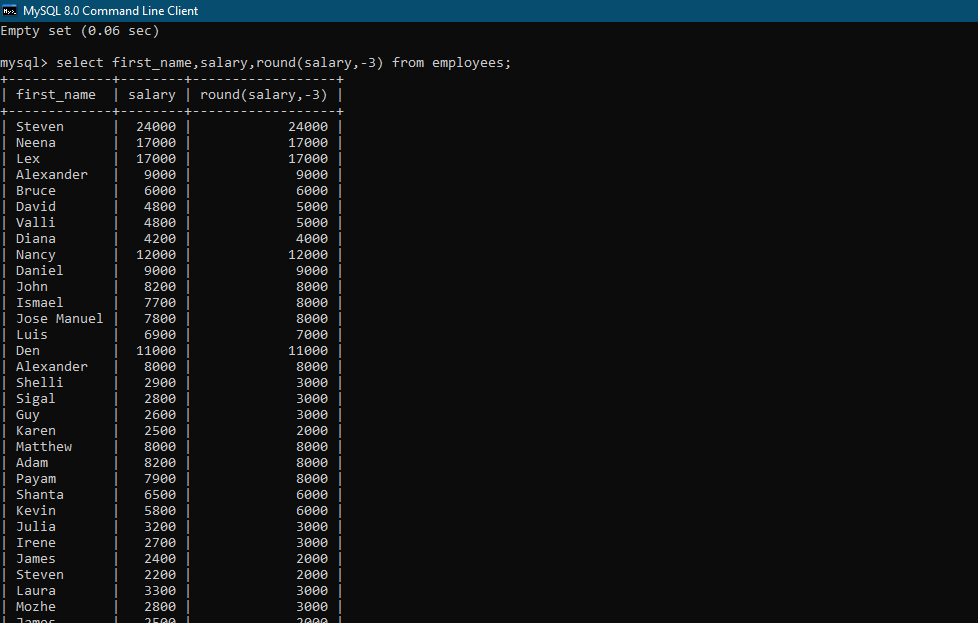 MySQL 8.0 Command Line Client
Empty set (0.06 sec)
mysql> select first_name,salary,round(salary,-3) from employees;
+-------------+--------+------------------+
| first_name  | salary | round(salary,-3) |
+-------------+--------+------------------+
| Steven      |  24000 |            24000 |
| Neena       |  17000 |            17000 |
| Lex         |  17000 |            17000 |
| Alexander   |   9000 |             9000 |
| Bruce       |   6000 |             6000 |
| David       |   4800 |             5000 |
| Valli       |   4800 |             5000 |
| Diana       |   4200 |             4000 |
| Nancy       |  12000 |            12000 |
| Daniel      |   9000 |             9000 |
| John        |   8200 |             8000 |
| Ismael      |   7700 |             8000 |
| Jose Manuel |   7800 |             8000 |
| Luis        |   6900 |             7000 |
| Den         |  11000 |            11000 |
| Alexander   |   8000 |             8000 |
| Shelli      |   2900 |             3000 |
| Sigal       |   2800 |             3000 |
| Guy         |   2600 |             3000 |
| Karen       |   2500 |             2000 |
| Matthew     |   8000 |             8000 |
| Adam        |   8200 |             8000 |
| Payam       |   7900 |             8000 |
| Shanta      |   6500 |             6000 |
| Kevin       |   5800 |             6000 |
| Julia       |   3200 |             3000 |
| Irene       |   2700 |             3000 |
| James       |   2400 |             2000 |
| Steven      |   2200 |             2000 |
| Laura       |   3300 |             3000 |
| Mozhe       |   2800 |             3000 |
| James       |   2500 |             2000 |